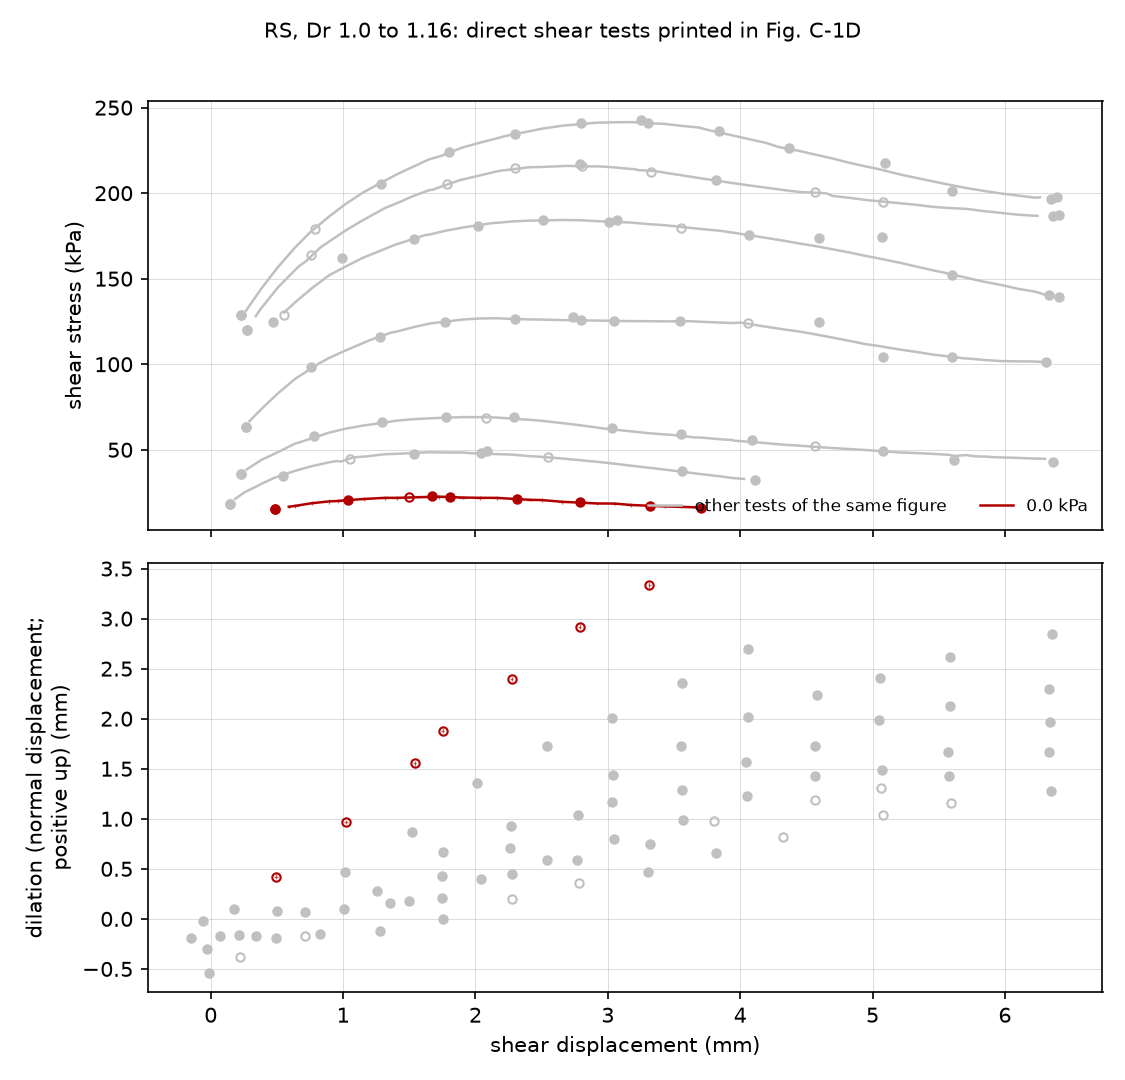 RS, Dr 1.0 to 1.16: direct shear tests printed in Fig. C-1D
250
200
150
100
50
shear stress (kPa)
other tests of the same figure
0.0 kPa
3.5
3.0
2.5
2.0
1.5
1.0
0.5
0.0
−0.5
dilation (normal displacement;
positive up) (mm)
0 1 2 3 4 5 6
shear displacement (mm)